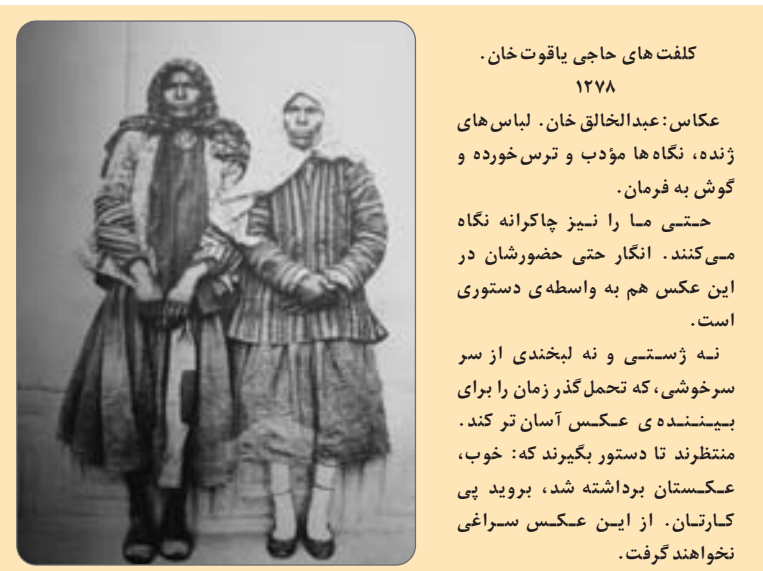 کلفت‌های حاجی یاقوت‌خان.
۱۲۷۸
عکاس: عبدالخالق خان. لباس‌های
ژنده، نگاه‌ها مؤدب و ترس‌خورده و
گوش به فرمان.
حتی ما را نیز چاکرانه نگاه
می‌کنند. انگار حتی حضورشان در
این عکس هم به واسطه‌ی دستوری
است.
نه ژستی و نه لبخندی از سر
سرخوشی، که تحمل گذر زمان را برای
بیننده‌ی عکس آسان‌تر کند.
منتظرند تا دستور بگیرند که: خوب،
عکستان برداشته شد، بروید پی
کارتان. از این عکس سراغی
نخواهند گرفت.